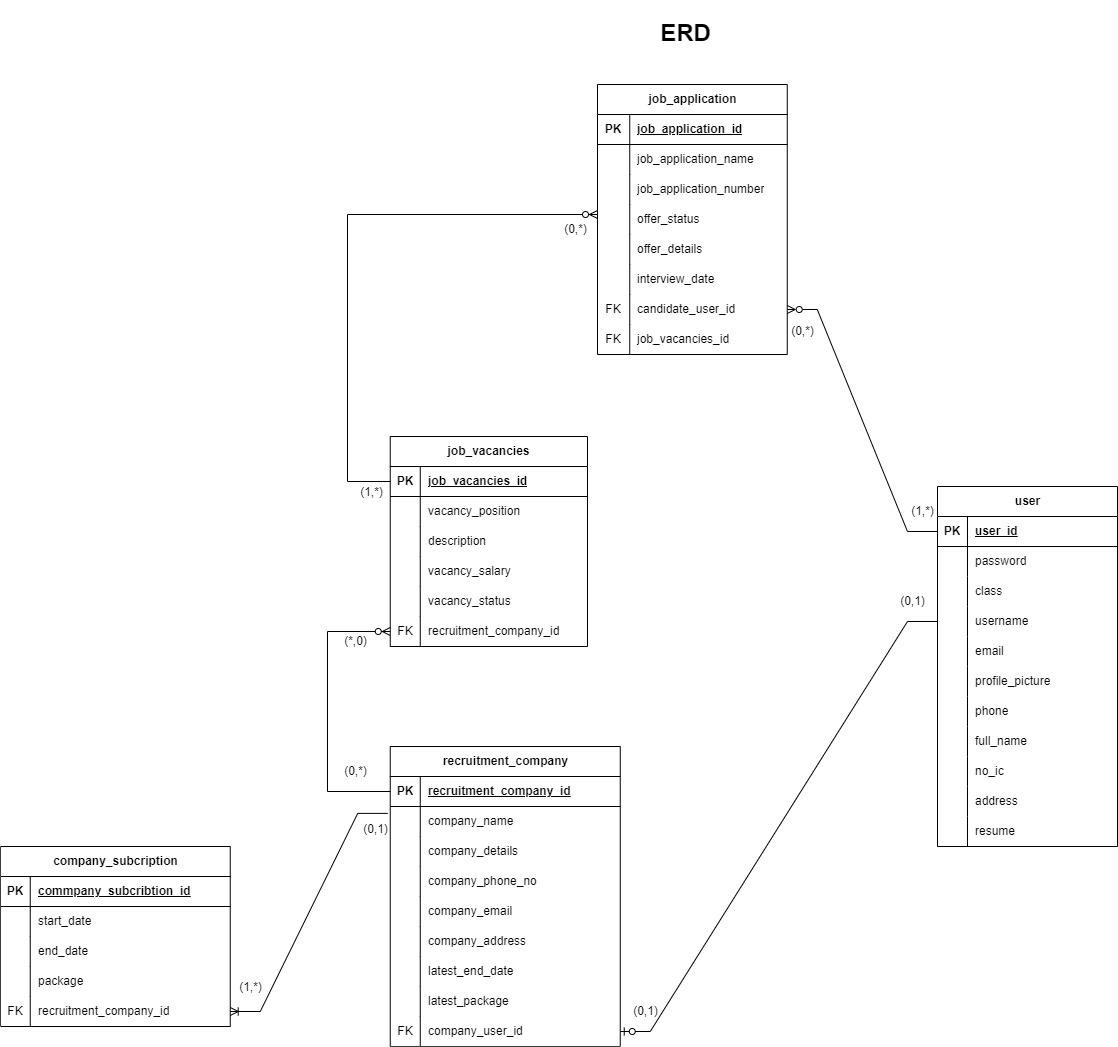 ERD
job_application
PK job_application_id
job_application_name
job_application_number
offer_status
offer_details
interview_date
FK candidate_user_id
FK job_vacancies_id
(0,*)
(0,*)
job_vacancies
PK job_vacancies_id
vacancy_position
description
vacancy_salary
vacancy_status
FK recruitment_company_id
(1,*)
(*,0)
user
PK user_id
password
class
username
email
profile_picture
phone
full_name
no_ic
address
resume
(1,*)
(0,1)
recruitment_company
PK recruitment_company_id
company_name
company_details
company_phone_no
company_email
company_address
latest_end_date
latest_package
FK company_user_id
(0,*)
(0,1)
(0,1)
company_subcription
PK commpany_subcribtion_id
start_date
end_date
package
FK recruitment_company_id
(1,*)